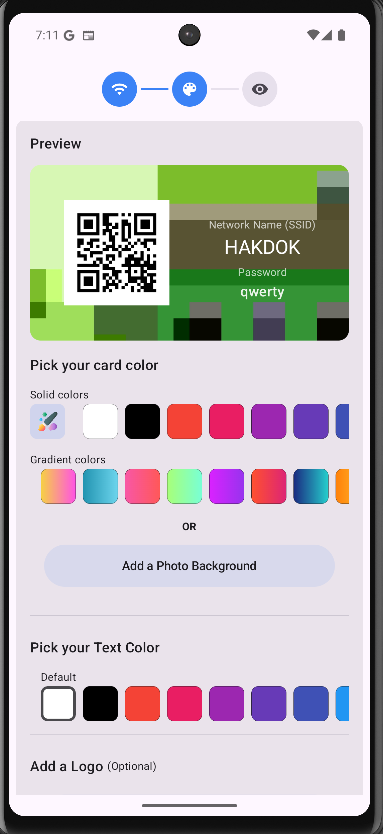 7:11
Preview
Network Name (SSID)
HAKDOK
Password
qwerty
Pick your card color
Solid colors
Gradient colors
OR
Add a Photo Background
Pick your Text Color
Default
Add a Logo (Optional)